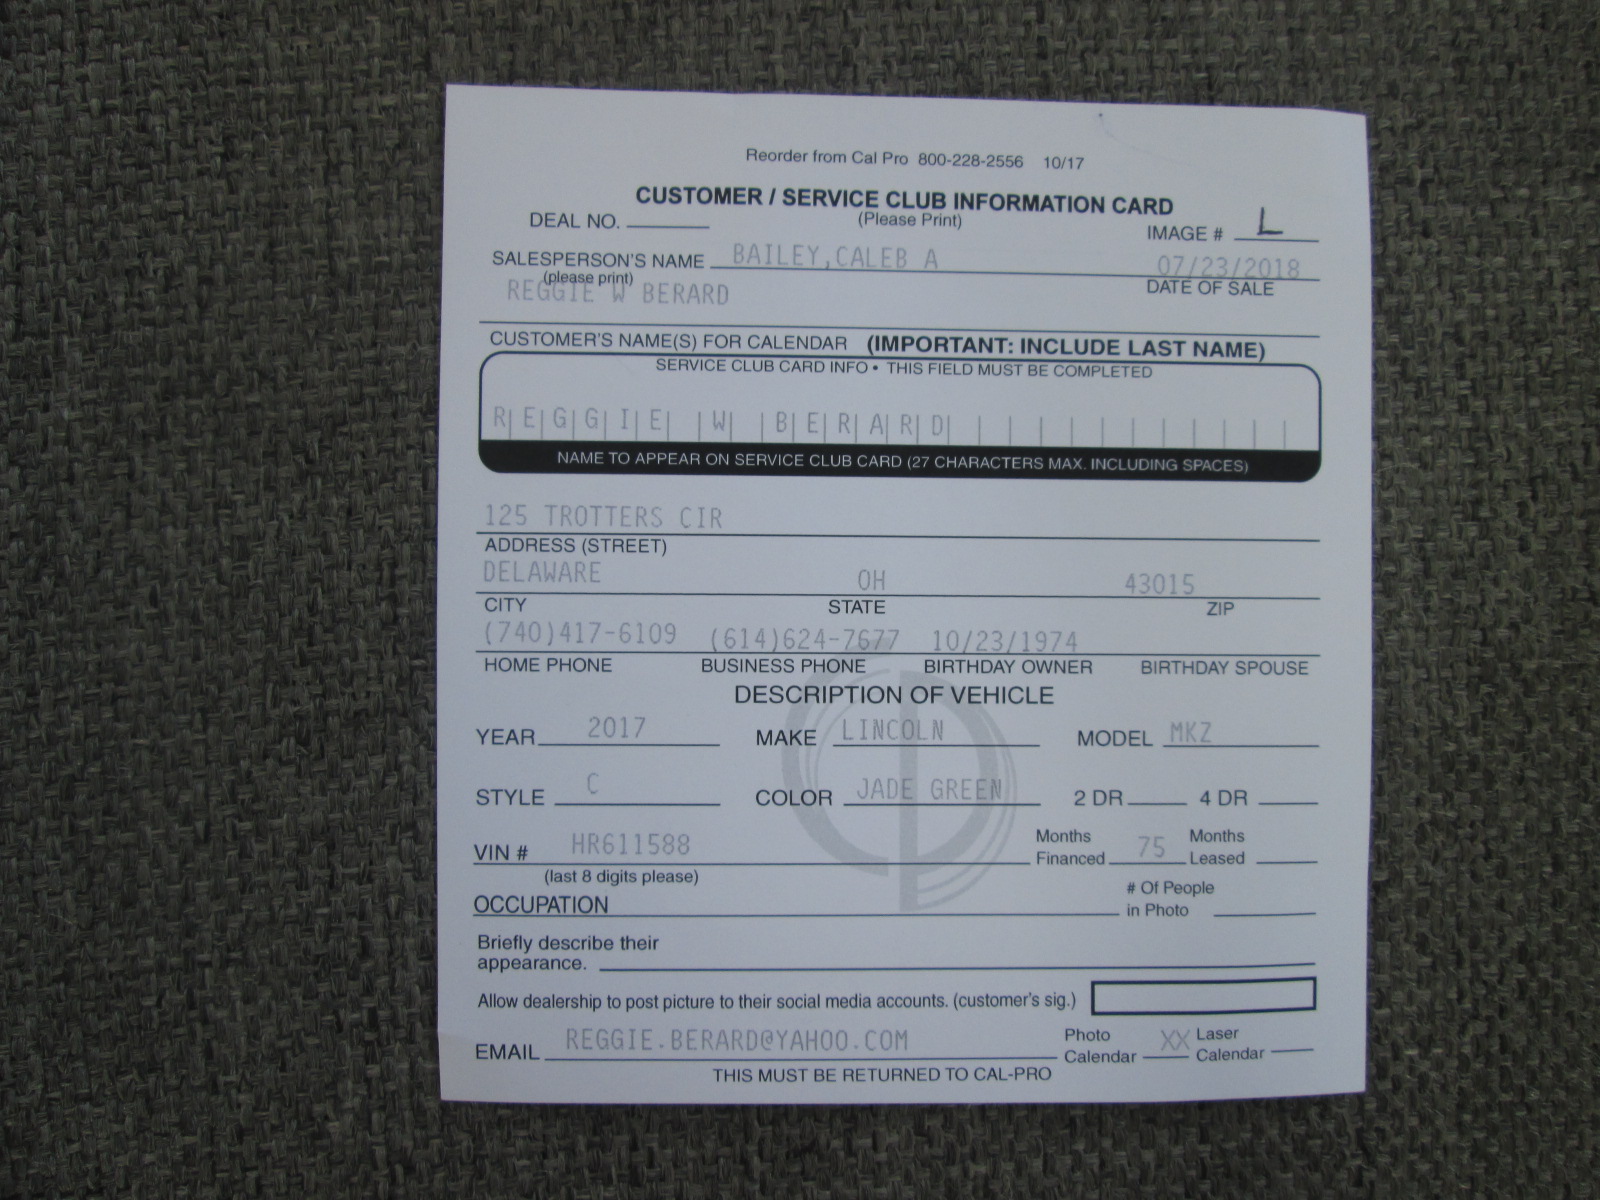 Reorder from Cal Pro 800-228-2556 10/17
CUSTOMER / SERVICE CLUB INFORMATION CARD
DEAL NO. (Please Print) IMAGE # L
SALESPERSON'S NAME BAILEY,CALEB A 07/23/2018
(please print) DATE OF SALE
REGGIE W BERARD
CUSTOMER'S NAME(S) FOR CALENDAR (IMPORTANT: INCLUDE LAST NAME)
SERVICE CLUB CARD INFO • THIS FIELD MUST BE COMPLETED
R|E|G|G|I|E| |W| |B|E|R|A|R|D| | | | | | | | | | | |
NAME TO APPEAR ON SERVICE CLUB CARD (27 CHARACTERS MAX. INCLUDING SPACES)
125 TROTTERS CIR
ADDRESS (STREET)
DELAWARE OH 43015
CITY STATE ZIP
(740)417-6109 (614)624-7677 10/23/1974
HOME PHONE BUSINESS PHONE BIRTHDAY OWNER BIRTHDAY SPOUSE
DESCRIPTION OF VEHICLE
YEAR 2017 MAKE LINCOLN MODEL MKZ
STYLE C COLOR JADE GREEN 2 DR 4 DR
VIN # HR611588 Months Financed 75 Months Leased
(last 8 digits please)
OCCUPATION # Of People in Photo
Briefly describe their
appearance.
Allow dealership to post picture to their social media accounts. (customer's sig.)
EMAIL REGGIE.BERARD@YAHOO.COM Photo Calendar XX Laser Calendar
THIS MUST BE RETURNED TO CAL-PRO